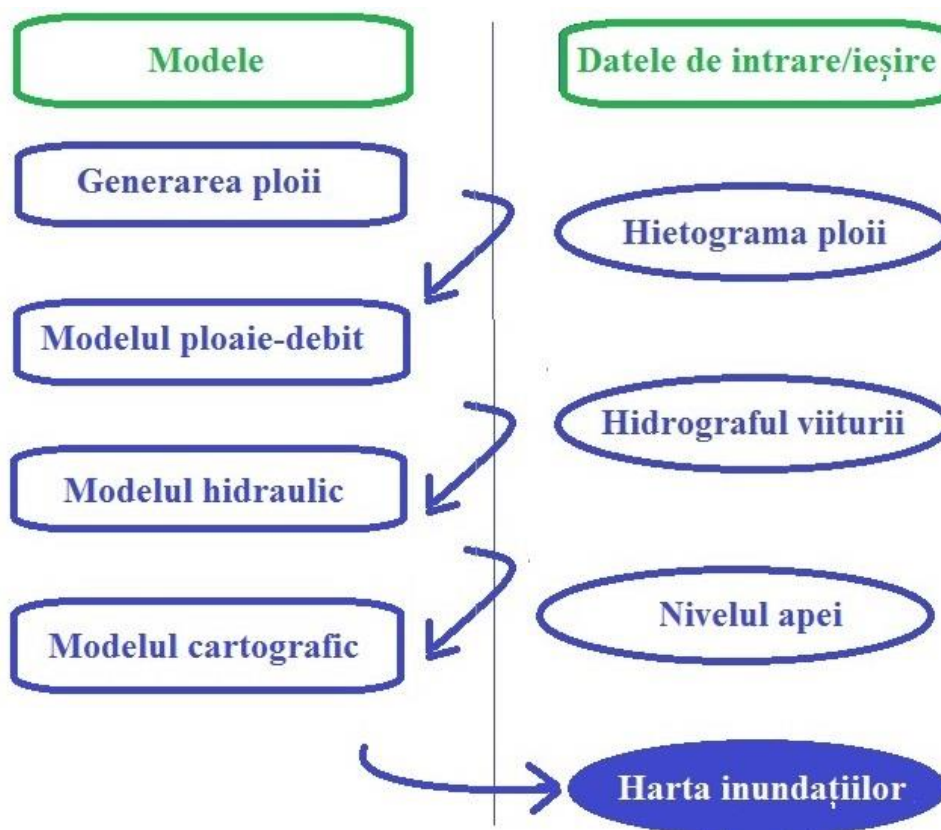 Modele
Datele de intrare/ieșire
Generarea ploii
Hietograma ploii
Modelul ploaie-debit
Hidrograful viiturii
Modelul hidraulic
Nivelul apei
Modelul cartografic
Harta inundațiilor